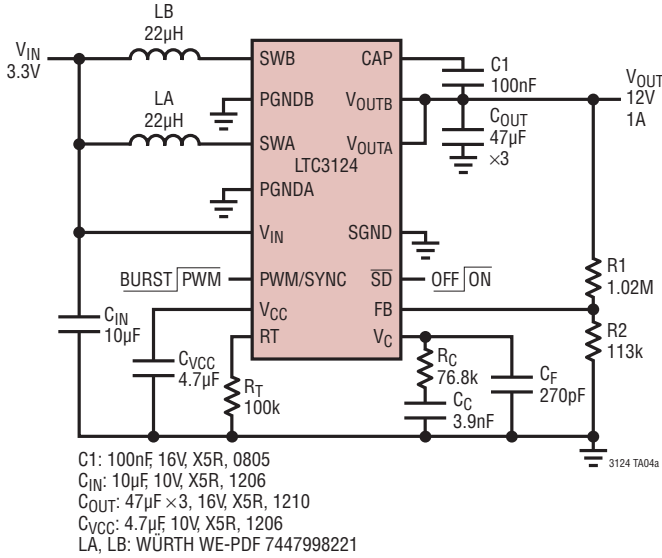 LB
22µH
VIN
3.3V
LA
22µH
SWB
CAP
C1
100nF
VOUT
12V
1A
PGNDB
VOUTB
COUT
47µF
×3
SWA
VOUTA
LTC3124
PGNDA
VIN
SGND
R1
1.02M
BURST PWM
PWM/SYNC
SD
OFF ON
CIN
10µF
VCC
FB
R2
113k
RT
VC
CVCC
4.7µF
RT
100k
RC
76.8k
CC
3.9nF
CF
270pF
3124 TA04a
C1: 100nF, 16V, X5R, 0805
CIN: 10µF, 10V, X5R, 1206
COUT: 47µF ×3, 16V, X5R, 1210
CVCC: 4.7µF, 10V, X5R, 1206
LA, LB: WÜRTH WE-PDF 7447998221